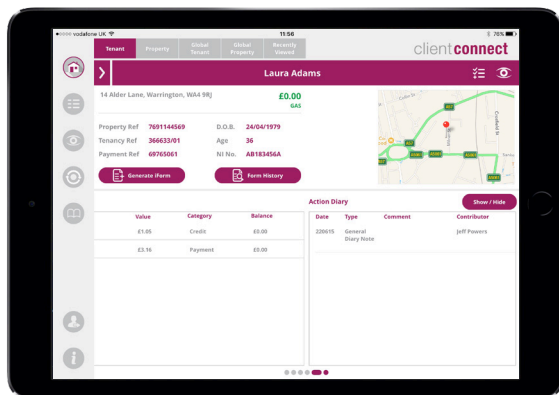 vodafone UK
11:56
76%
Tenant
Property
Global Tenant
Global Property
Recently Viewed
clientconnect
Laura Adams
14 Alder Lane, Warrington, WA4 9RJ
£0.00
GAS
Property Ref 7691144569 D.O.B. 24/04/1979
Tenancy Ref 366633/01 Age 36
Payment Ref 69765061 NI No. AB183456A
Generate iForm
Form History
Action Diary
Show / Hide
Value Category Balance
£1.05 Credit £0.00
£3.16 Payment £0.00
Date Type Comment Contributor
220615 General Diary Note Jeff Powers